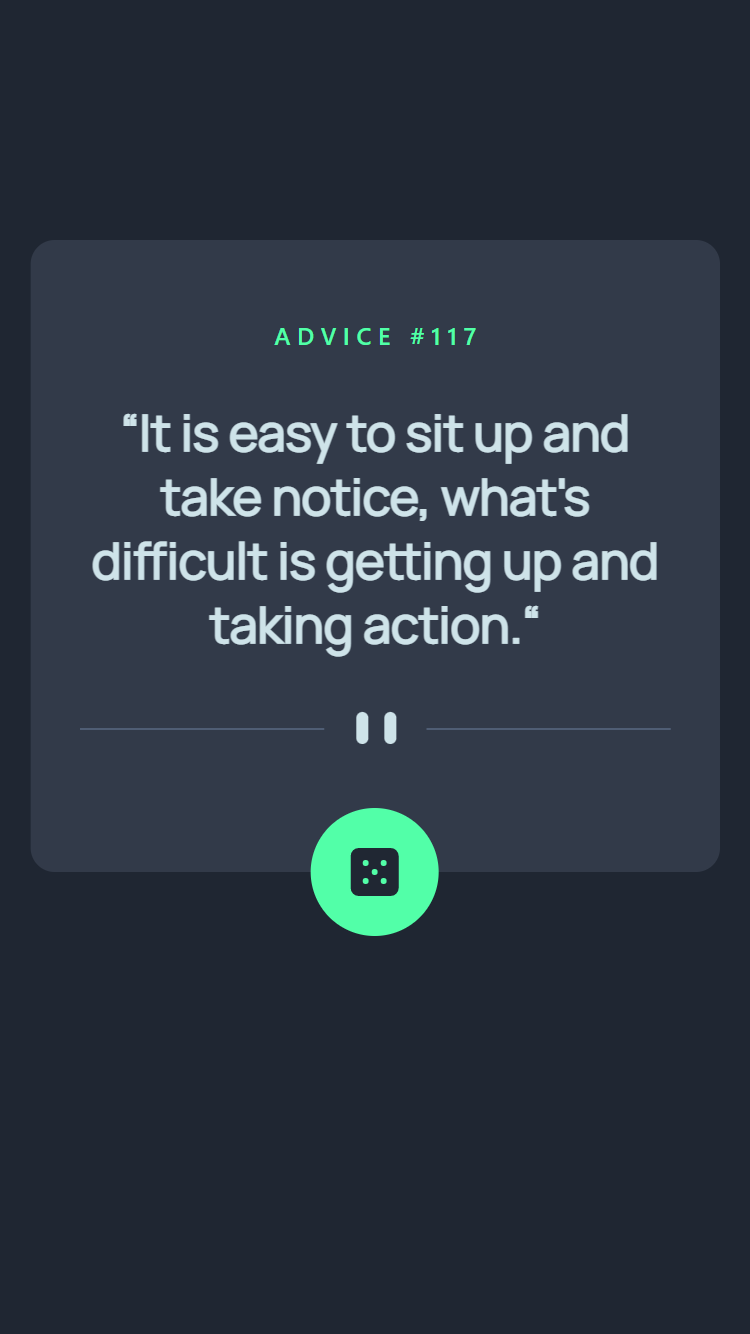 ADVICE #117
“It is easy to sit up and
take notice, what's
difficult is getting up and
taking action.“